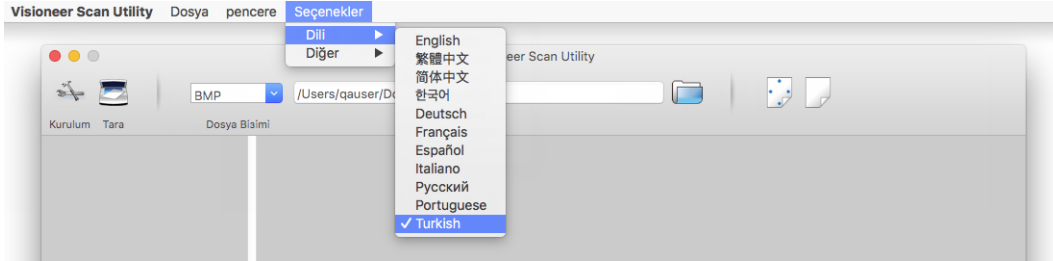 Visioneer Scan Utility Dosya pencere Seçenekler
Dili
Diğer
English
繁體中文
简体中文
한국어
Deutsch
Français
Español
Italiano
Русский
Portuguese
✓ Turkish
eer Scan Utility
BMP
/Users/qauser/Do
Kurulum Tara
Dosya Bisimi